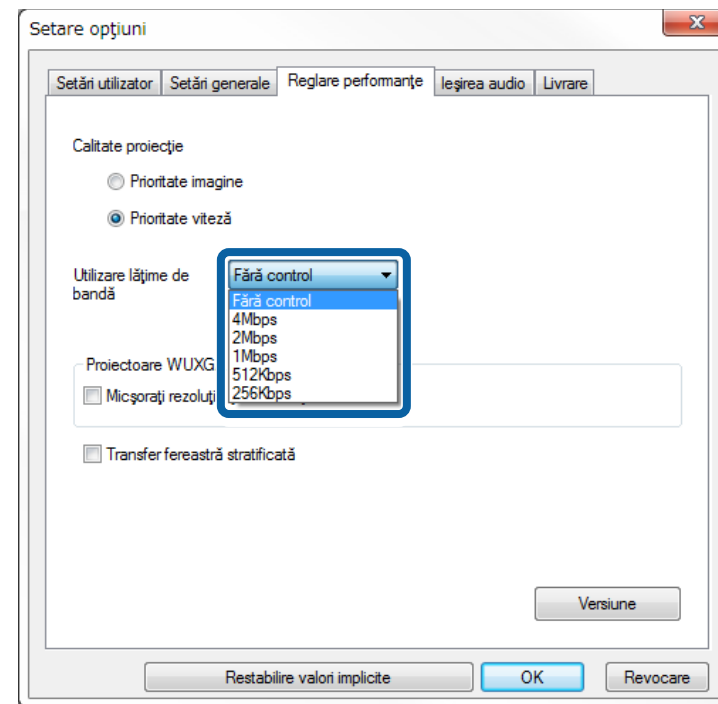 Setare opțiuni
Setări utilizator Setări generale Reglare performanțe Ieșirea audio Livrare
Calitate proiecție
Prioritate imagine
Prioritate viteză
Utilizare lățime de
bandă
Fără control
Fără control
4Mbps
2Mbps
1Mbps
512Kbps
256Kbps
Proiectoare WUXG
Micșorați rezoluți
Transfer fereastră stratificată
Versiune
Restabilire valori implicite OK Revocare